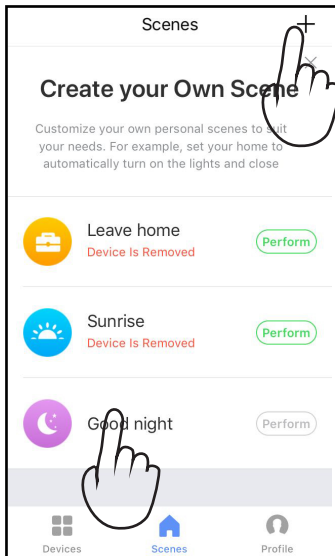 Scenes
Create your Own Scene
Customize your own personal scenes to suit
your needs. For example, set your home to
automatically turn on the lights and close
Leave home
Device Is Removed
Perform
Sunrise
Device Is Removed
Perform
Good night
Perform
Devices
Scenes
Profile